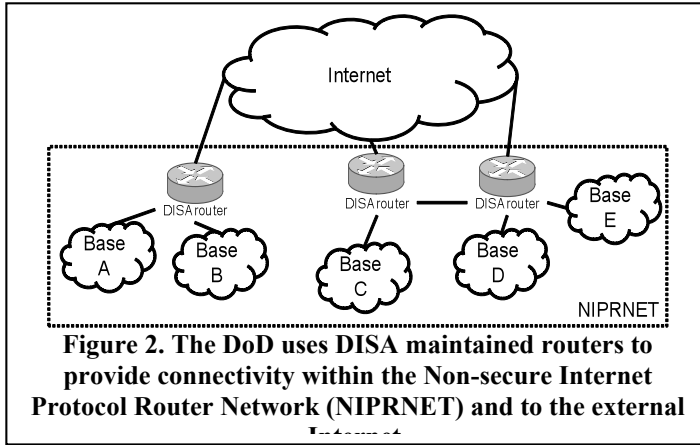 Internet
DISA router
DISA router
DISA router
Base
E
Base
A
Base
B
Base
C
Base
D
NIPRNET
Figure 2. The DoD uses DISA maintained routers to
provide connectivity within the Non-secure Internet
Protocol Router Network (NIPRNET) and to the external